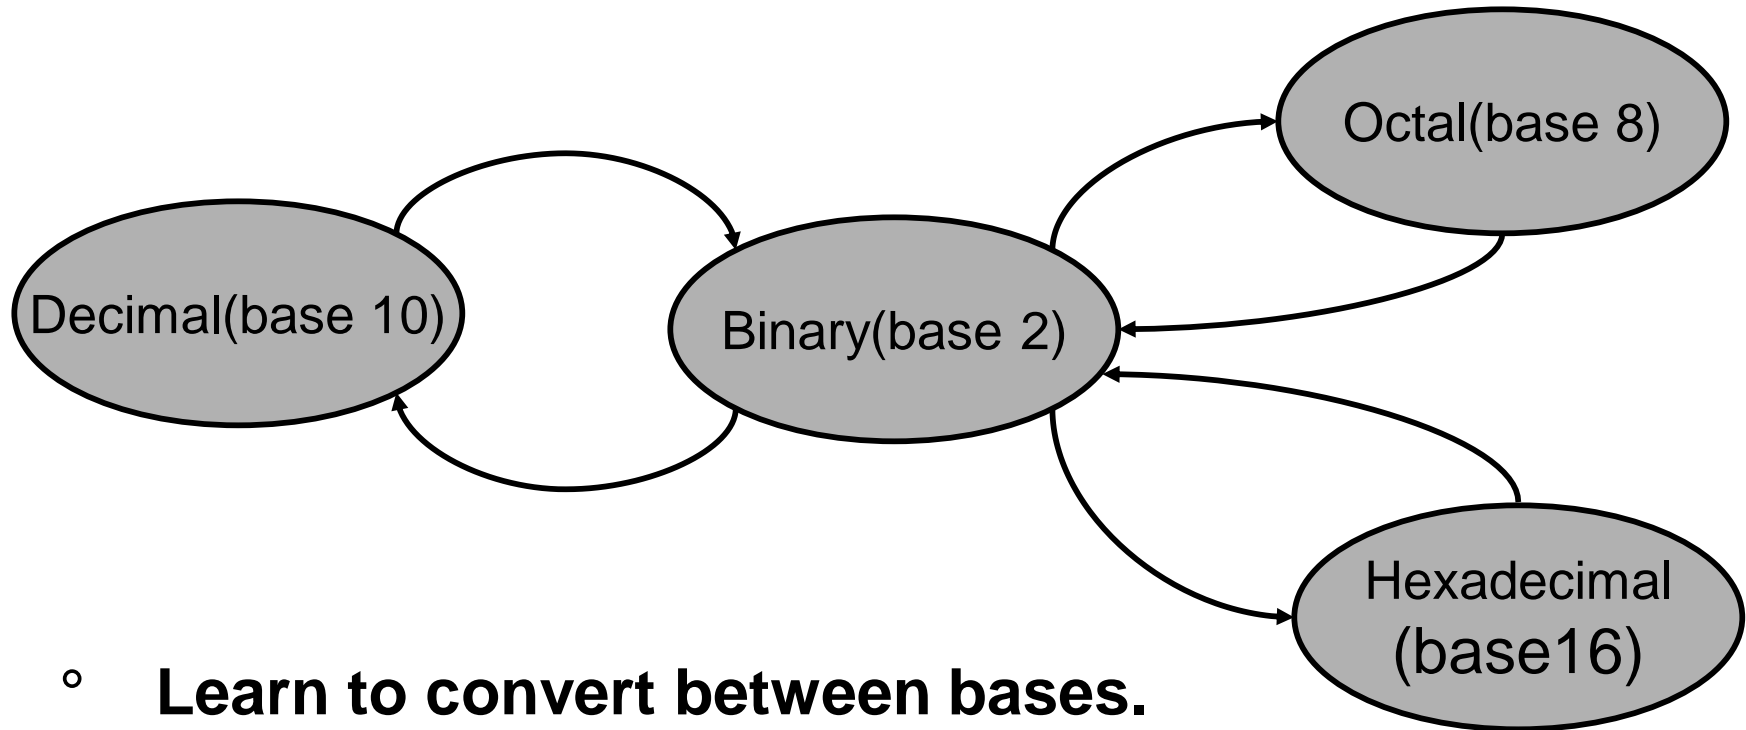 Octal(base 8)
Decimal(base 10)
Binary(base 2)
Hexadecimal
(base16)
° Learn to convert between bases.